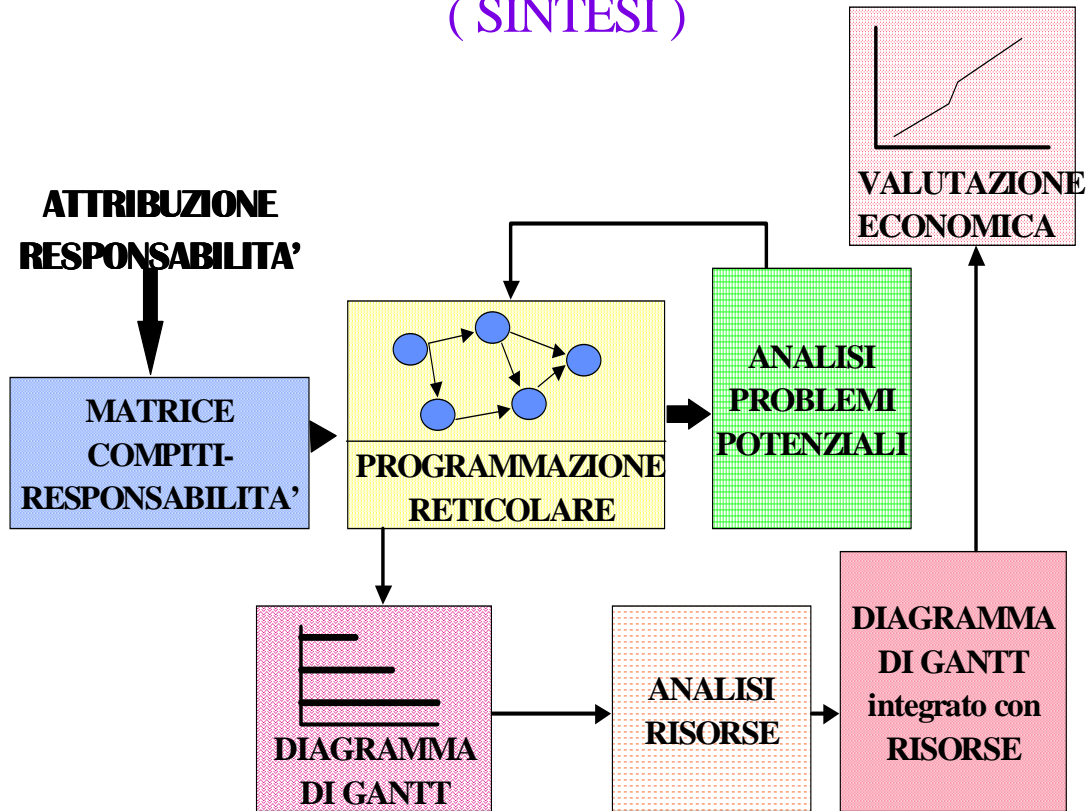 ( SINTESI )
ATTRIBUZIONE
RESPONSABILITA’
MATRICE
COMPITI-
RESPONSABILITA’
PROGRAMMAZIONE
RETICOLARE
ANALISI
PROBLEMI
POTENZIALI
VALUTAZIONE
ECONOMICA
DIAGRAMMA
DI GANTT
ANALISI
RISORSE
DIAGRAMMA
DI GANTT
integrato con
RISORSE